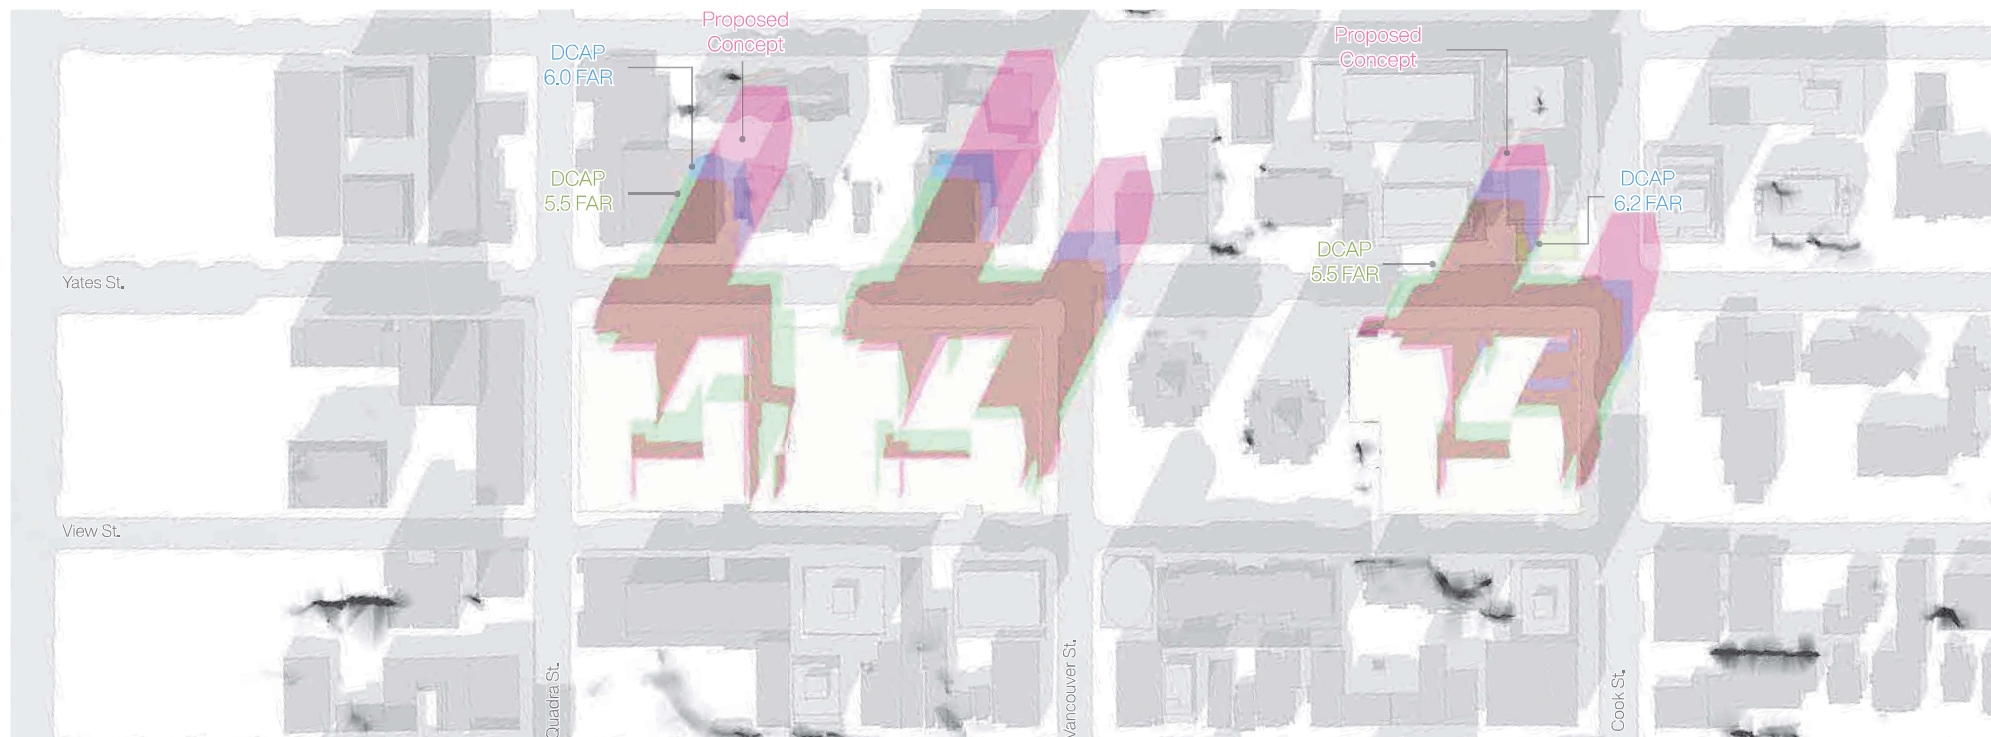 Proposed
Concept
DCAP
6.0 FAR
DCAP
5.5 FAR
Proposed
Concept
DCAP
6.2 FAR
DCAP
5.5 FAR
Yates St.
View St.
Quadra St.
Vancouver St.
Cook St.